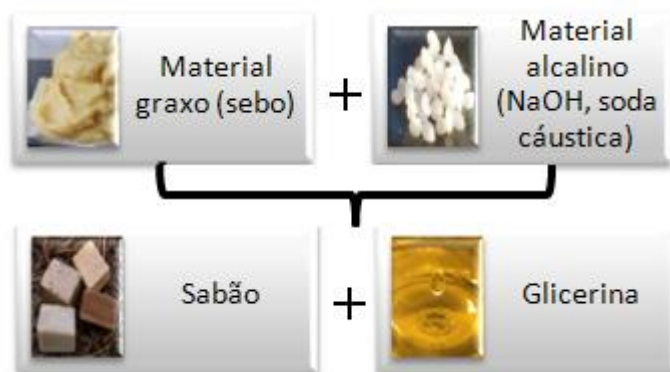 Material
graxo (sebo)
+
Material
alcalino
(NaOH, soda
cáustica)
Sabão
+
Glicerina